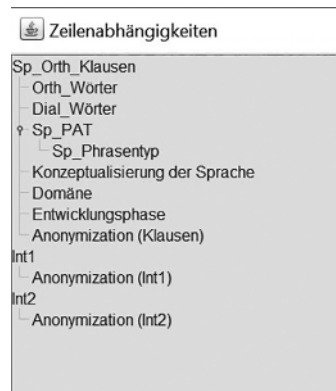 Zeilenabhängigkeiten
Sp_Orth_Klausen
Orth_Wörter
Dial_Wörter
Sp_PAT
Sp_Phrasentyp
Konzeptualisierung der Sprache
Domäne
Entwicklungsphase
Anonymization (Klausen)
Int1
Anonymization (Int1)
Int2
Anonymization (Int2)